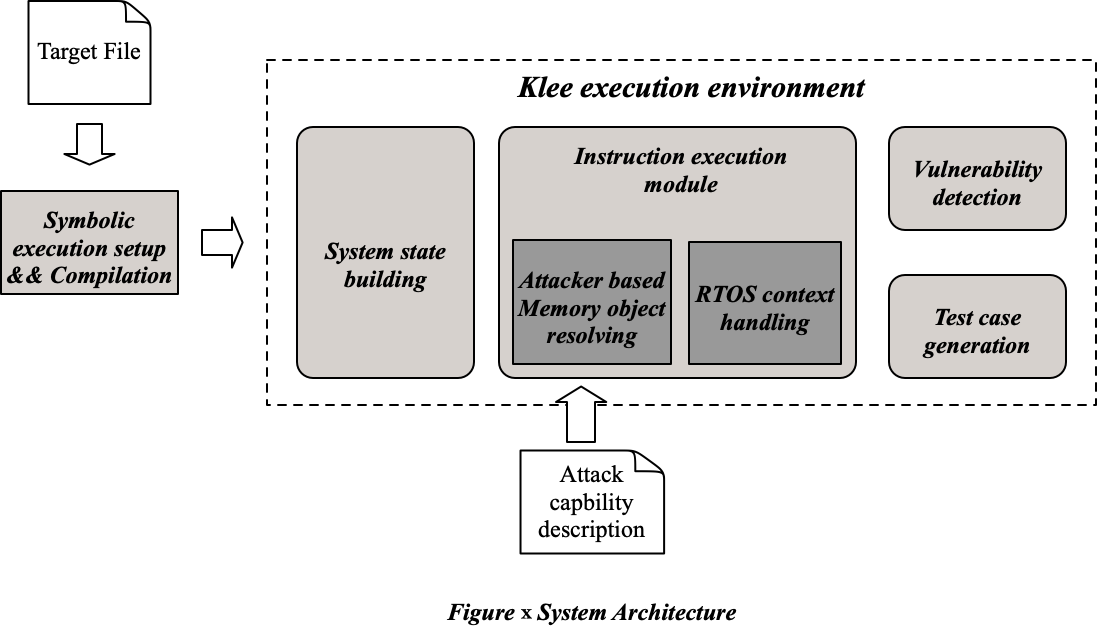 Target File
Klee execution environment
Symbolic
execution setup
&& Compilation
System state
building
Instruction execution
module
Attacker based
Memory object
resolving
RTOS context
handling
Vulnerability
detection
Test case
generation
Attack
capbility
description
Figure x System Architecture